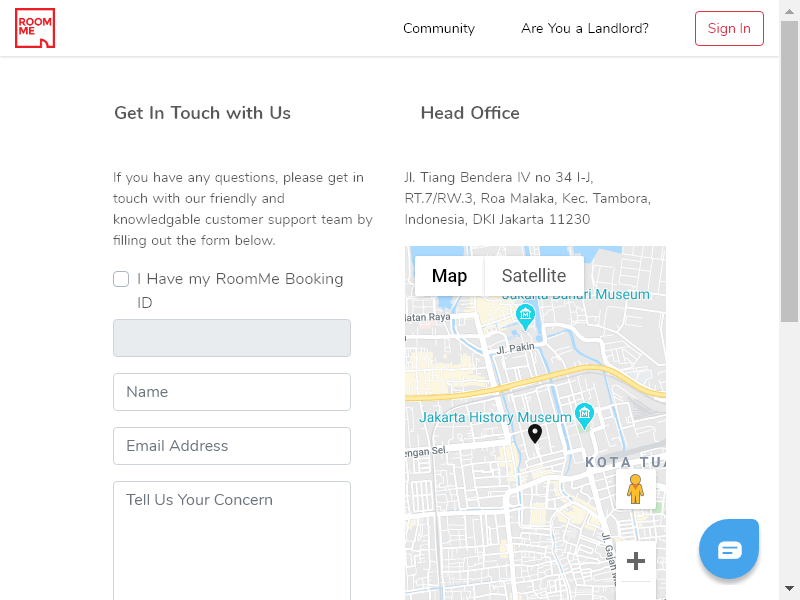 ROOM
ME
Community
Are You a Landlord?
Sign In
Get In Touch with Us
Head Office
If you have any questions, please get in
touch with our friendly and
knowledgable customer support team by
filling out the form below.
Jl. Tiang Bendera IV no 34 I-J,
RT.7/RW.3, Roa Malaka, Kec. Tambora,
Indonesia, DKI Jakarta 11230
I Have my RoomMe Booking
ID
Name
Email Address
Tell Us Your Concern
Map
Satellite
Jakarta Bahari Museum
latan Raya
Jl. Pakin
Jakarta History Museum
engan Sel.
KOTA TUA
Jl. Gajah M